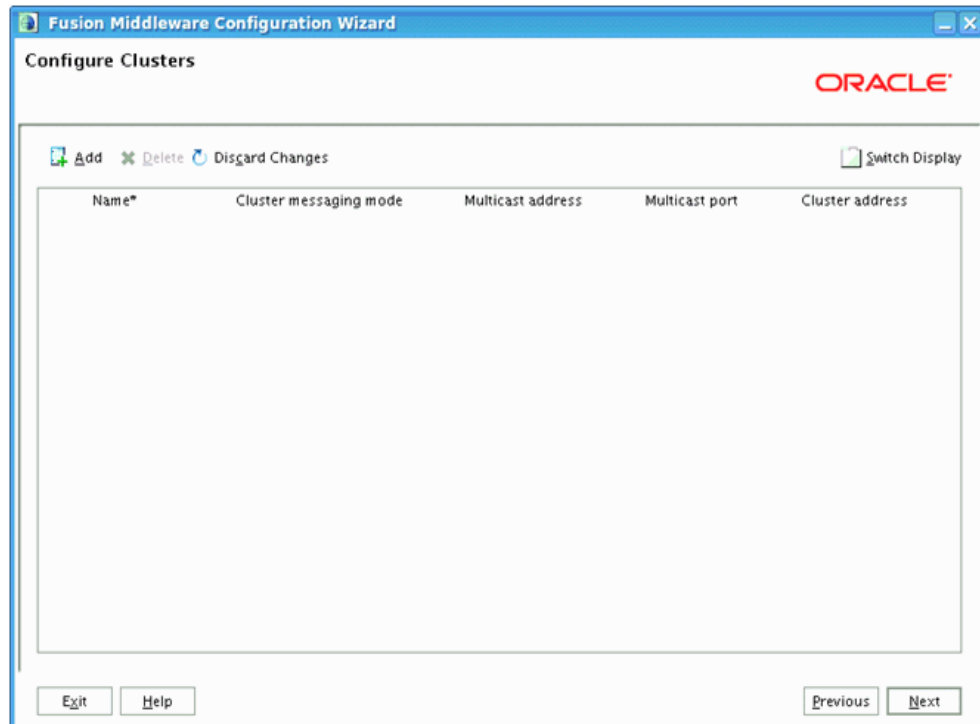 Fusion Middleware Configuration Wizard
Configure Clusters
ORACLE
Add Delete Discard Changes Switch Display
Name* Cluster messaging mode Multicast address Multicast port Cluster address
Exit Help Previous Next